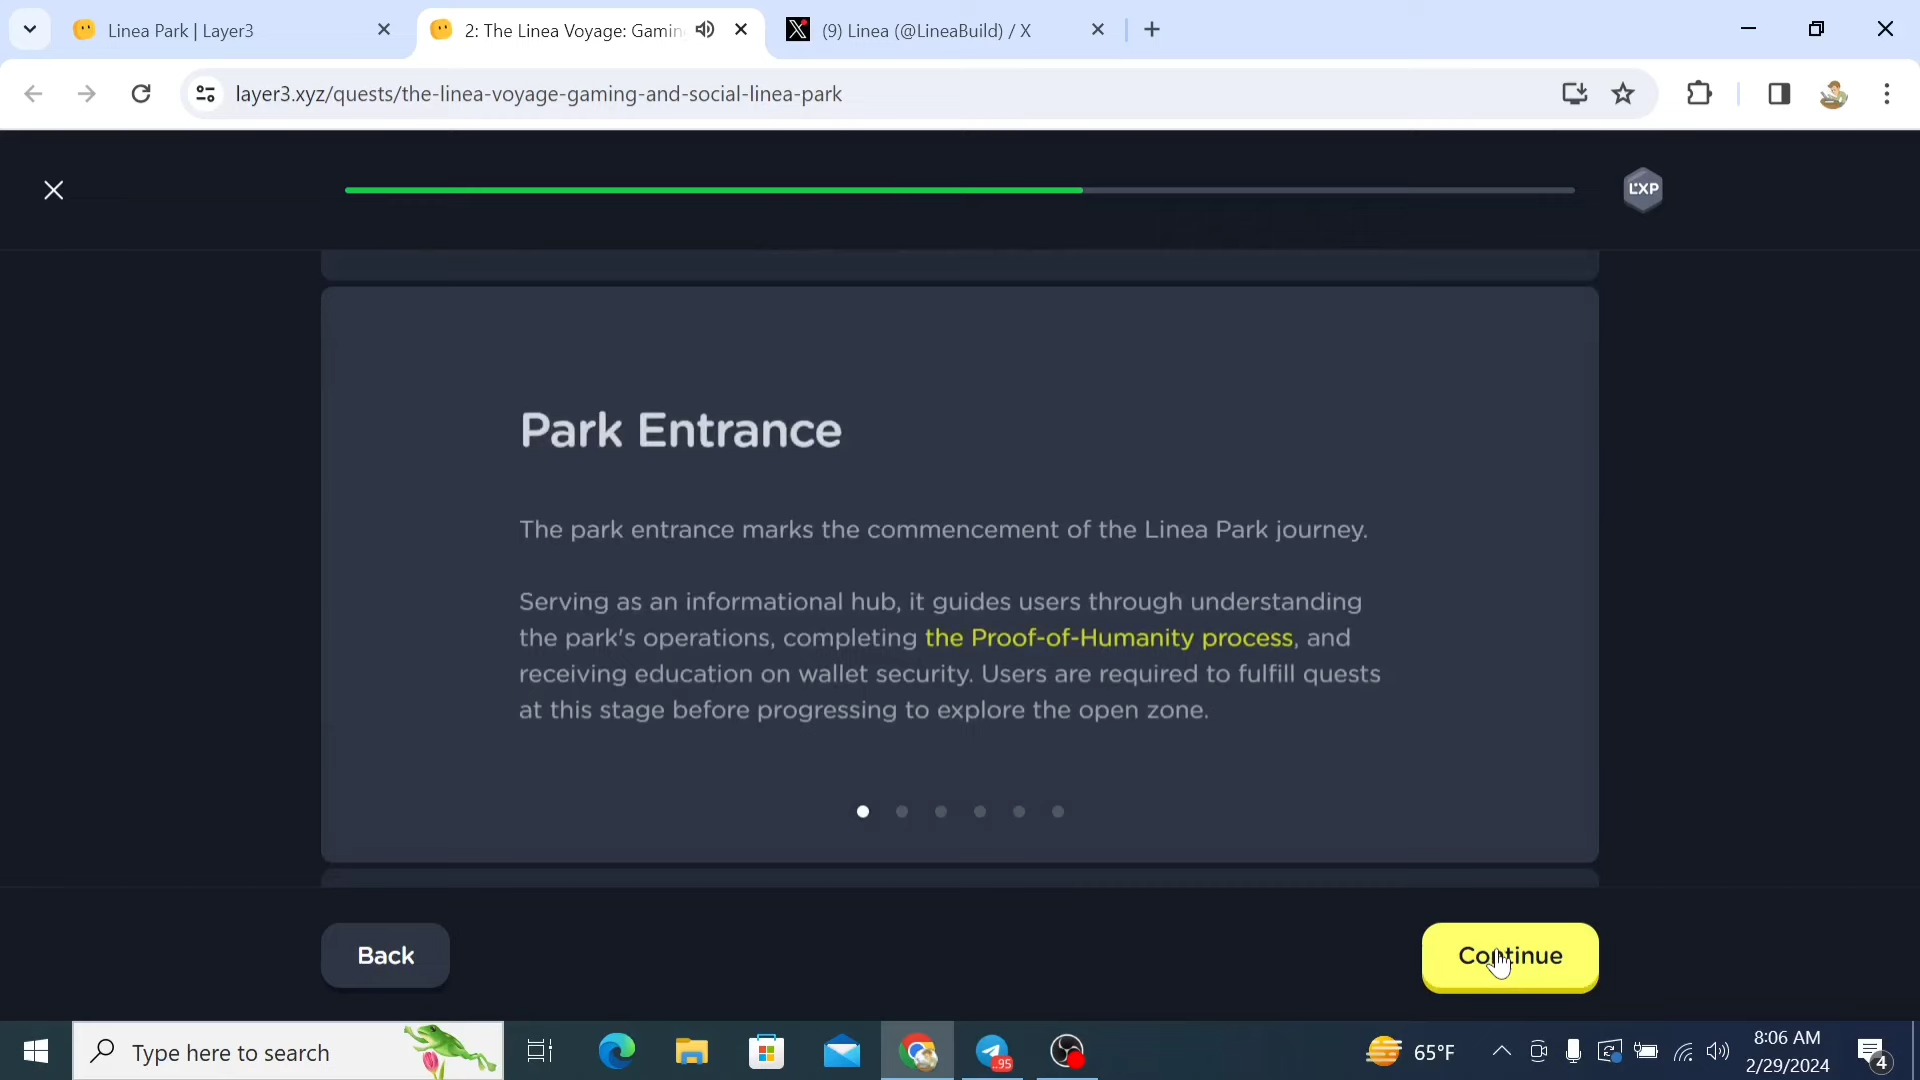 Linea Park | Layer3
2: The Linea Voyage: Gamin
(9) Linea (@LineaBuild) / X
layer3.xyz/quests/the-linea-voyage-gaming-and-social-linea-park
LXP
Park Entrance
The park entrance marks the commencement of the Linea Park journey.
Serving as an informational hub, it guides users through understanding
the park's operations, completing the Proof-of-Humanity process, and
receiving education on wallet security. Users are required to fulfill quests
at this stage before progressing to explore the open zone.
Back
Continue
Type here to search
..95
65°F
8:06 AM
2/29/2024
4